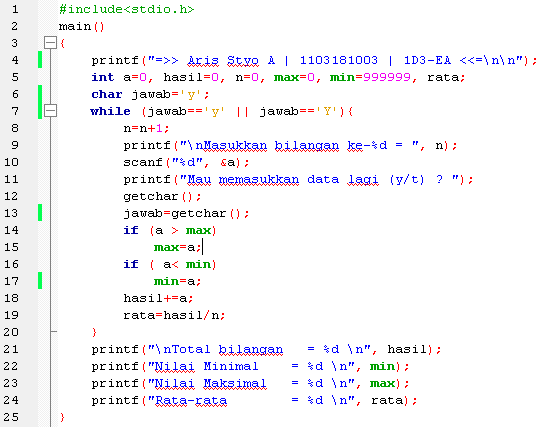 1 #include<stdio.h>
2 main()
3 {
4 printf("=>> Aris Styo A | 1103181003 | 1D3-EA <<=\n\n");
5 int a=0, hasil=0, n=0, max=0, min=999999, rata;
6 char jawab='y';
7 while (jawab=='y' || jawab=='Y'){
8 n=n+1;
9 printf("\nMasukkan bilangan ke-%d = ", n);
10 scanf("%d", &a);
11 printf("Mau memasukkan data lagi (y/t) ? ");
12 getchar();
13 jawab=getchar();
14 if (a > max)
15 max=a;
16 if ( a< min)
17 min=a;
18 hasil+=a;
19 rata=hasil/n;
20 }
21 printf("\nTotal bilangan   = %d \n", hasil);
22 printf("Nilai Minimal    = %d \n", min);
23 printf("Nilai Maksimal   = %d \n", max);
24 printf("Rata-rata        = %d \n", rata);
25 }